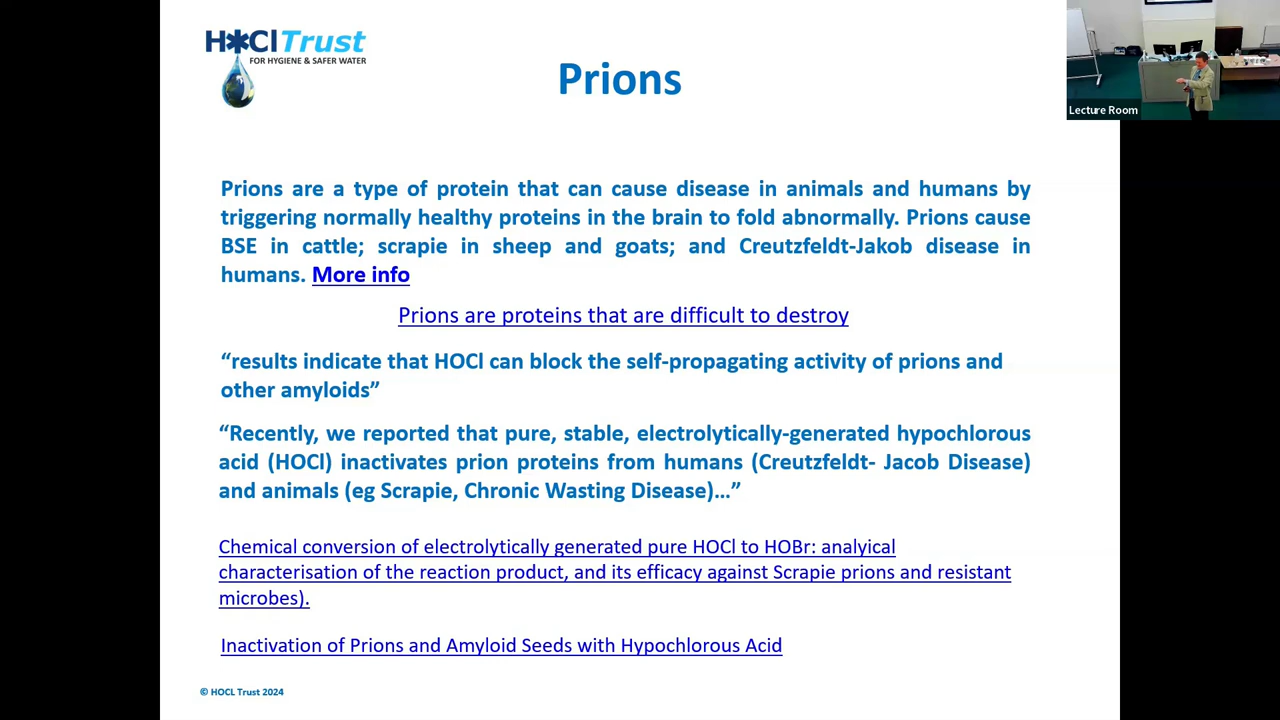 H*Cl Trust
FOR HYGIENE & SAFER WATER
Lecture Room
Prions
Prions are a type of protein that can cause disease in animals and humans by
triggering normally healthy proteins in the brain to fold abnormally. Prions cause
BSE in cattle; scrapie in sheep and goats; and Creutzfeldt-Jakob disease in
humans. More info
Prions are proteins that are difficult to destroy
“results indicate that HOCl can block the self-propagating activity of prions and
other amyloids”
“Recently, we reported that pure, stable, electrolytically-generated hypochlorous
acid (HOCl) inactivates prion proteins from humans (Creutzfeldt- Jacob Disease)
and animals (eg Scrapie, Chronic Wasting Disease)…”
Chemical conversion of electrolytically generated pure HOCl to HOBr: analyical
characterisation of the reaction product, and its efficacy against Scrapie prions and resistant
microbes).
Inactivation of Prions and Amyloid Seeds with Hypochlorous Acid
© HOCL Trust 2024